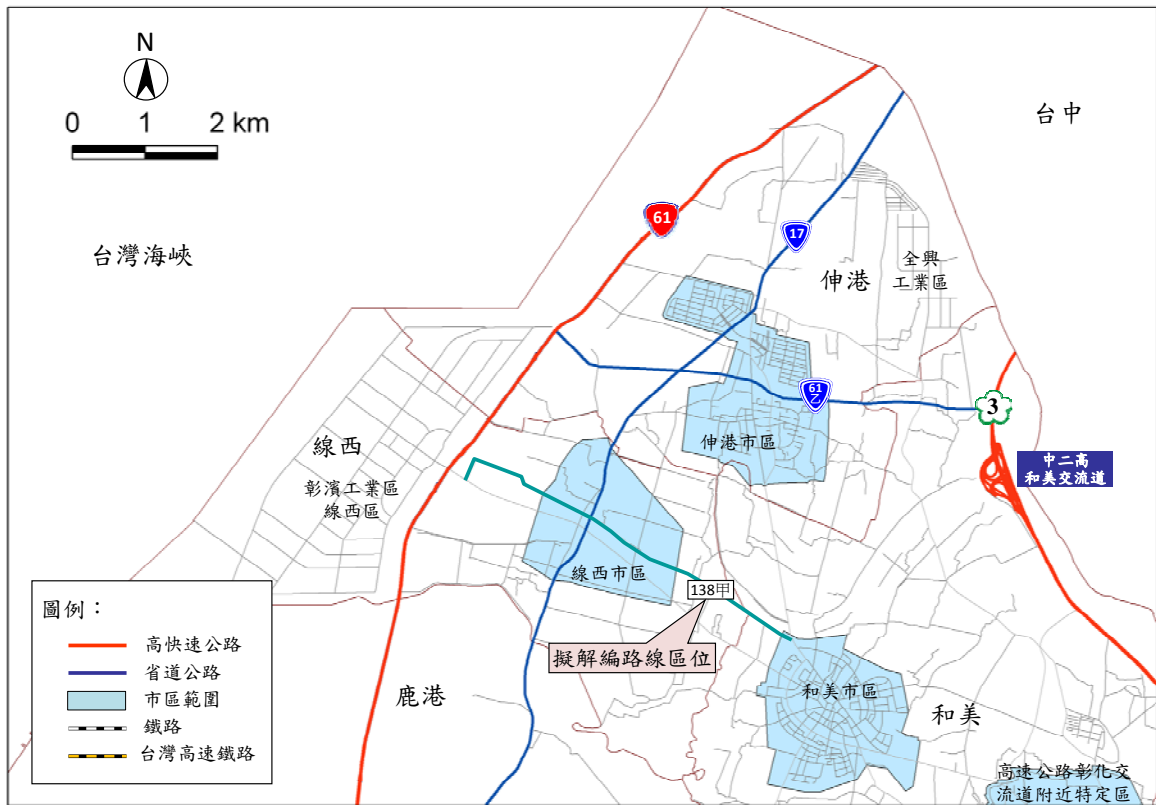 N
0 1 2 km
台中
61
17
台灣海峽
伸港
全興
工業區
61
乙
3
伸港市區
線西
中二高
和美交流道
彰濱工業區
線西區
線西市區
138甲
擬解編路線區位
和美市區
鹿港
和美
高速公路彰化交
流道附近特定區
圖例：
高快速公路
省道公路
市區範圍
鐵路
台灣高速鐵路